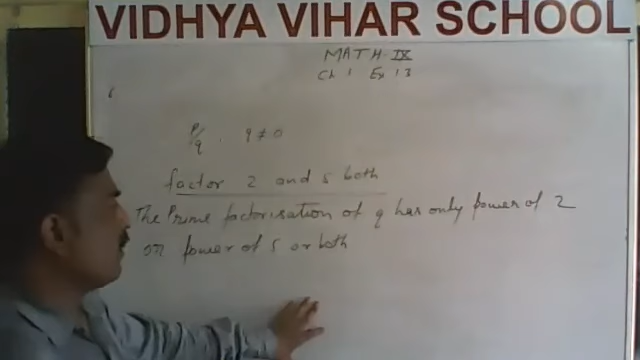 VIDHYA VIHAR SCHOOL
MATH-IX
Ch 1 Ex 1.3
6
p/q . q ≠ 0
factor 2 and 5 both
The Prime factorisation of q has only power of 2
or power of 5 or both